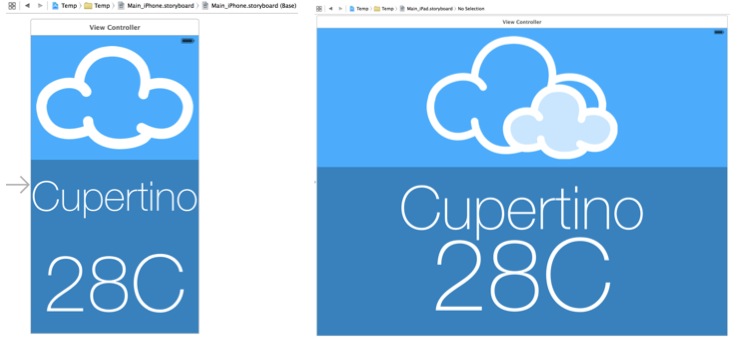 Temp Temp Main_iPhone.storyboard Main_iPhone.storyboard (Base)
View Controller
Cupertino
28C
Temp Temp Main_iPad.storyboard No Selection
View Controller
Cupertino
28C